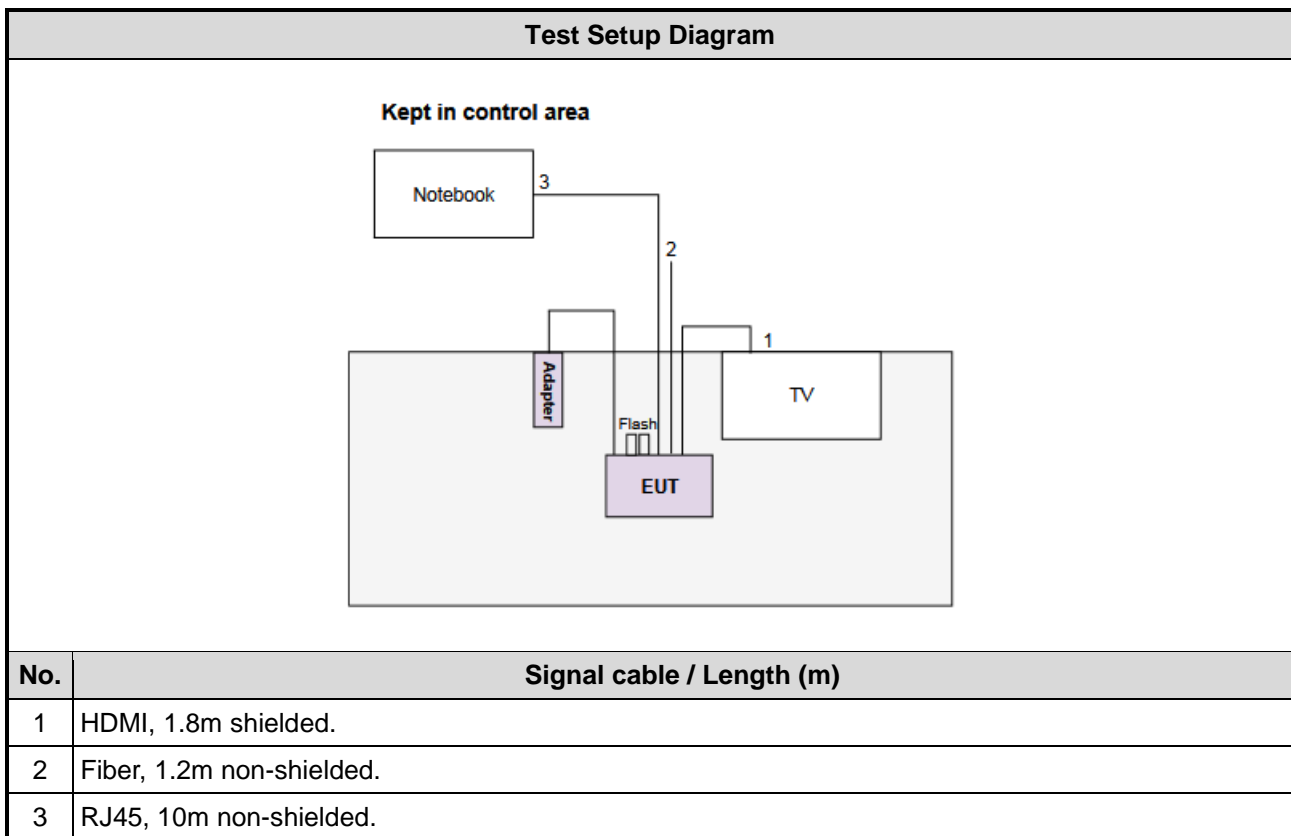 Test Setup Diagram
Kept in control area
Notebook
3
2
1
Adapter
TV
Flash
EUT
No. Signal cable / Length (m)
1 HDMI, 1.8m shielded.
2 Fiber, 1.2m non-shielded.
3 RJ45, 10m non-shielded.